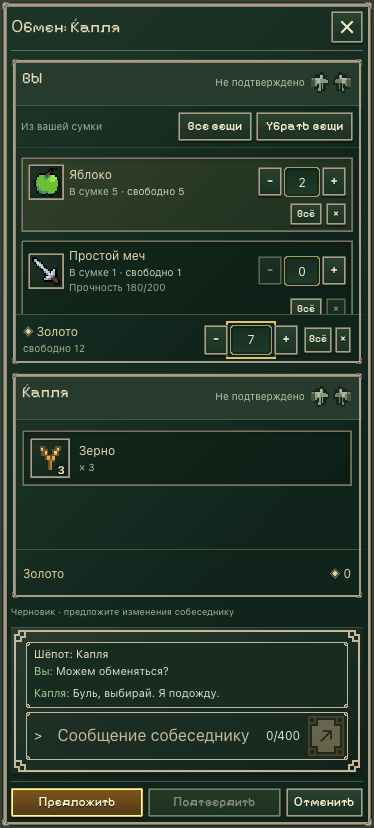 Обмен: Капля
×
ВЫ
Не подтверждено
Из вашей сумки
Все вещи
Убрать вещи
Яблоко
В сумке 5 · свободно 5
- 2 +
Всё ×
Простой меч
В сумке 1 · свободно 1
Прочность 180/200
- 0 +
Всё ×
Золото
свободно 12
- 7 + Всё ×
Капля
Не подтверждено
3
Зерно
× 3
Золото
0
Черновик · предложите изменения собеседнику
Шёпот: Капля
Вы: Можем обменяться?
Капля: Буль, выбирай. Я подожду.
> Сообщение собеседнику 0/400
Предложить
Подтвердить
Отменить